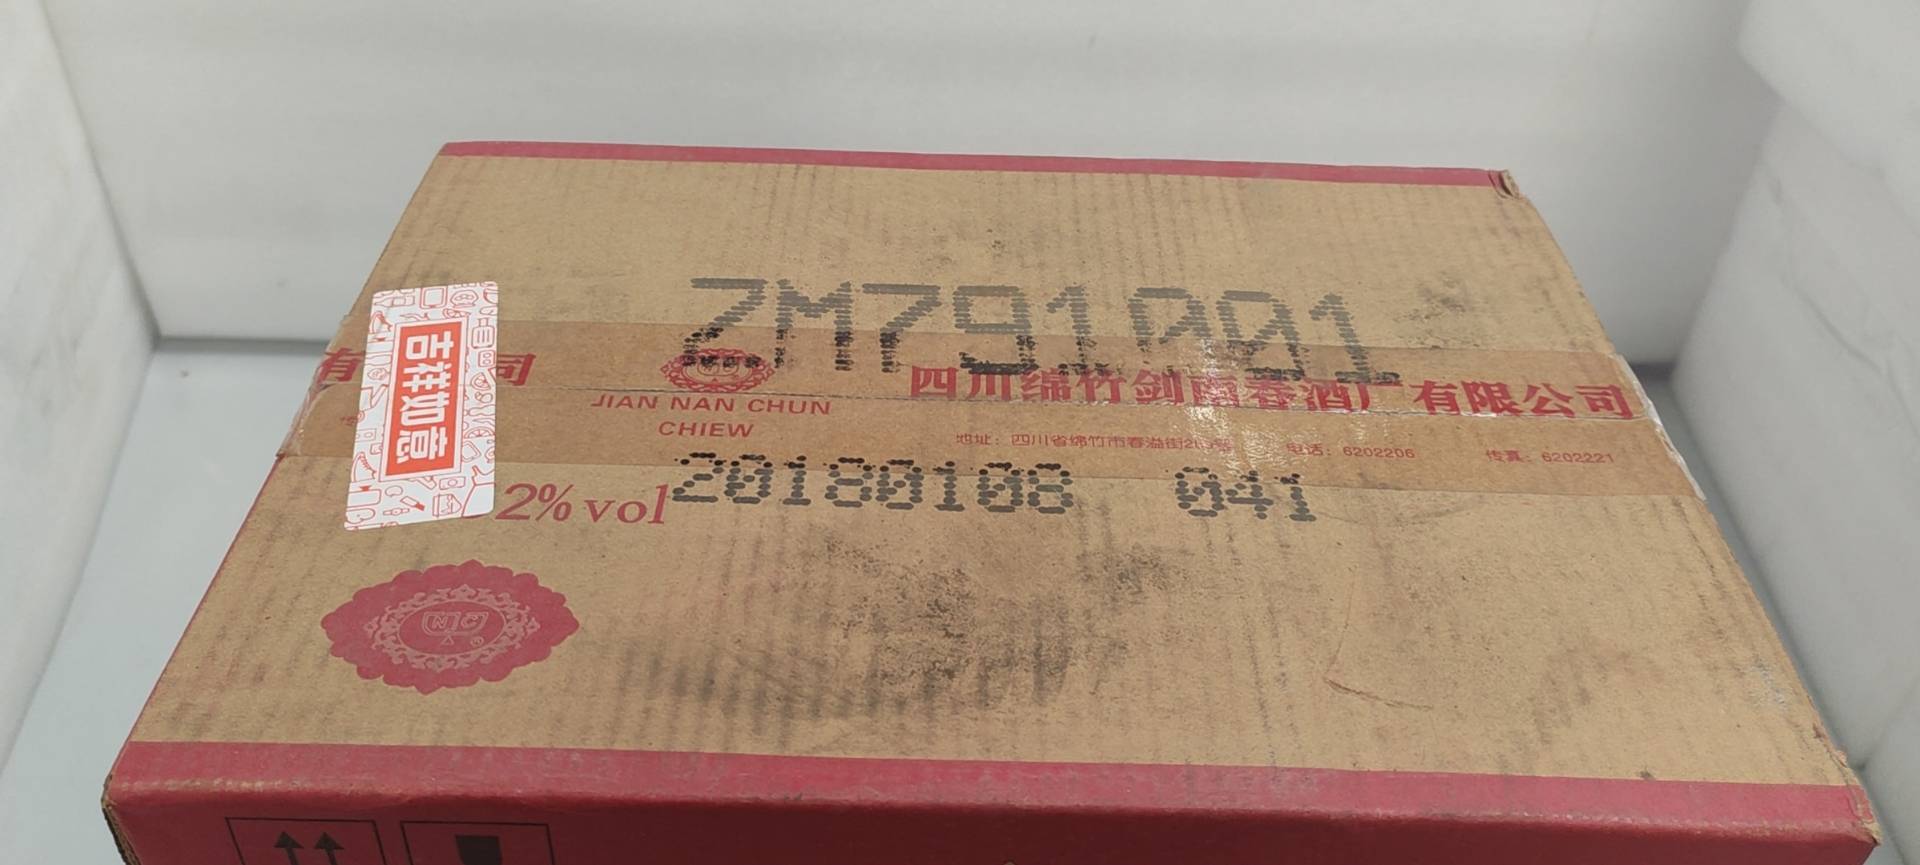 ZM791001
有 司
四川绵竹剑南春酒厂有限公司
JIAN NAN CHUN
CHIEW
地址：四川省绵竹市春溢街 电话：6202206 传真：6202221
吉祥如意
2%vol
20180108 041